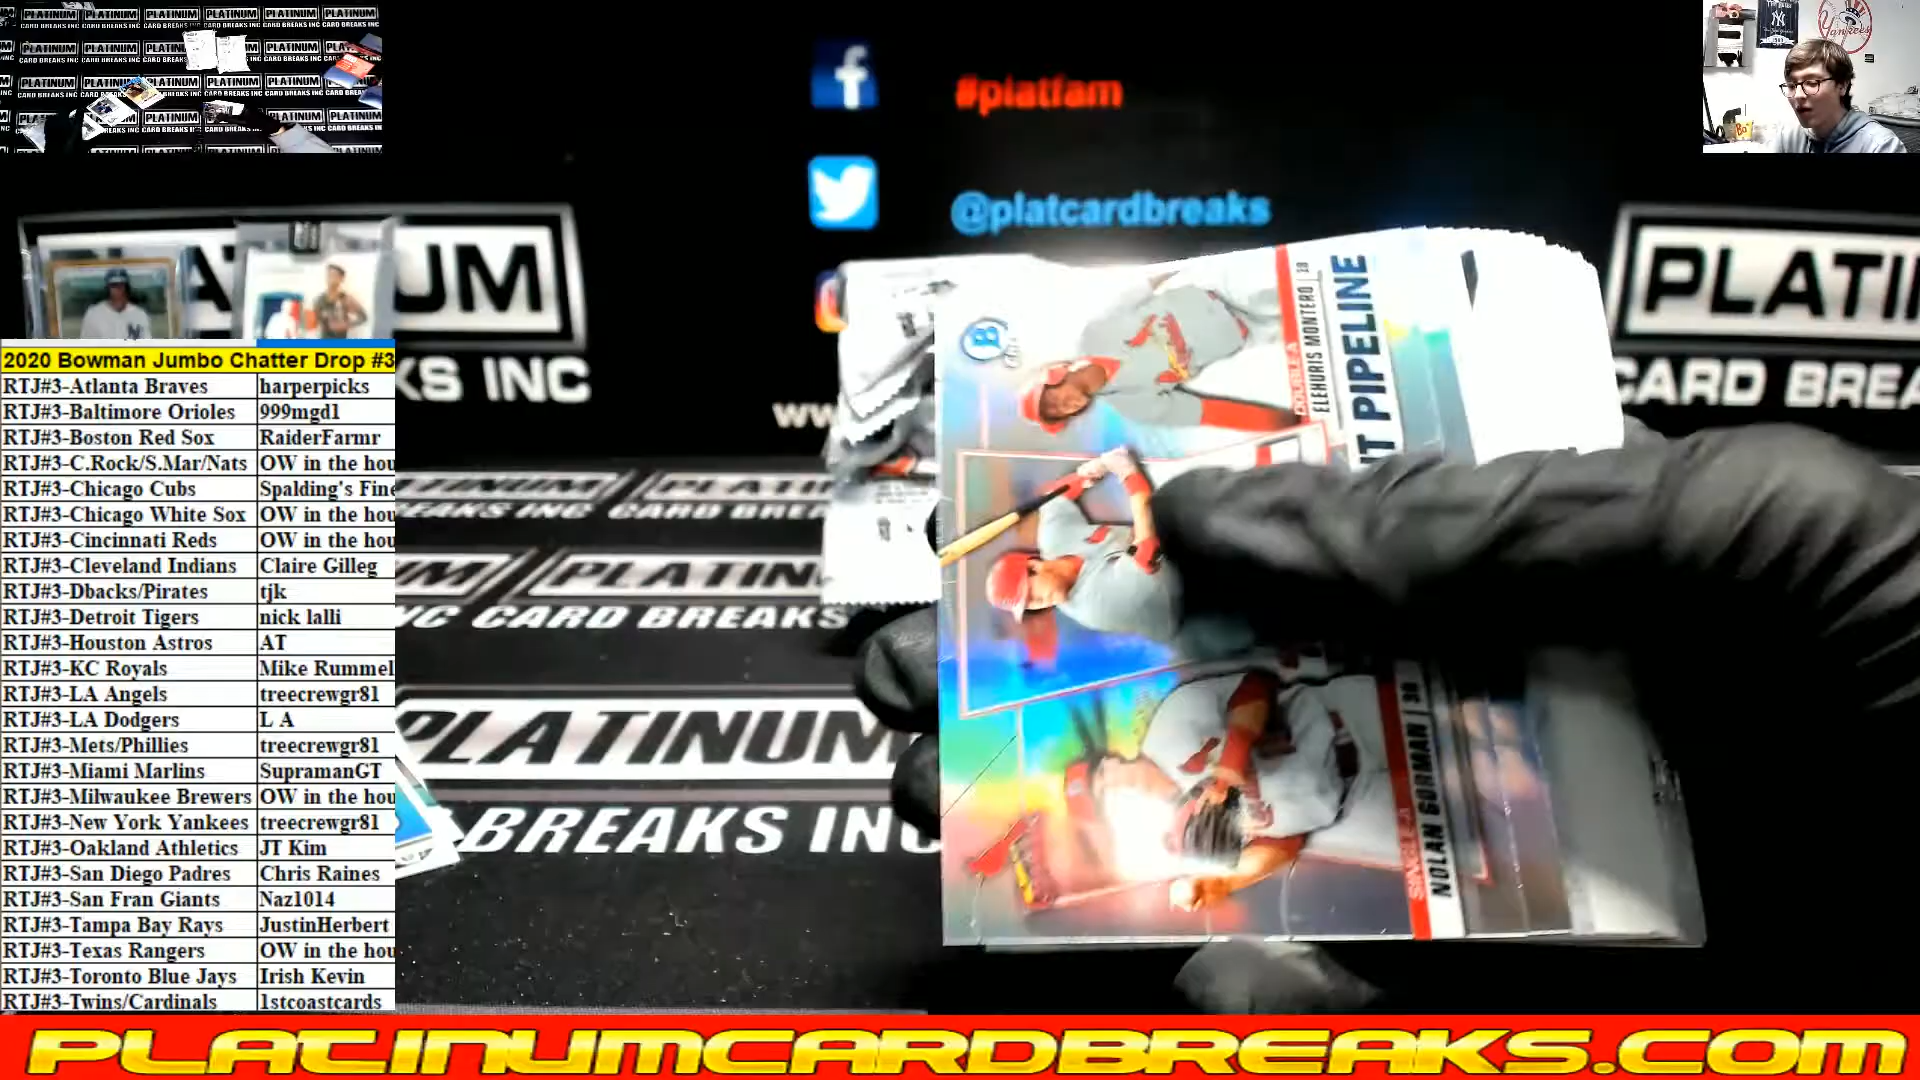 #platfam
@platcardbreaks
PLATINUM
CARD BREAKS INC
2020 Bowman Jumbo Chatter Drop #3
RTJ#3-Atlanta Braves harperpicks
RTJ#3-Baltimore Orioles 999mgd1
RTJ#3-Boston Red Sox RaiderFarmr
RTJ#3-C.Rock/S.Mar/Nats OW in the hou
RTJ#3-Chicago Cubs Spalding's Fine
RTJ#3-Chicago White Sox OW in the hou
RTJ#3-Cincinnati Reds OW in the hou
RTJ#3-Cleveland Indians Claire Gilleg
RTJ#3-Dbacks/Pirates tjk
RTJ#3-Detroit Tigers nick lalli
RTJ#3-Houston Astros AT
RTJ#3-KC Royals Mike Rummel
RTJ#3-LA Angels treecrewgr81
RTJ#3-LA Dodgers L A
RTJ#3-Mets/Phillies treecrewgr81
RTJ#3-Miami Marlins SupramanGT
RTJ#3-Milwaukee Brewers OW in the hou
RTJ#3-New York Yankees treecrewgr81
RTJ#3-Oakland Athletics JT Kim
RTJ#3-San Diego Padres Chris Raines
RTJ#3-San Fran Giants Naz1014
RTJ#3-Tampa Bay Rays JustinHerbert
RTJ#3-Texas Rangers OW in the hou
RTJ#3-Toronto Blue Jays Irish Kevin
RTJ#3-Twins/Cardinals 1stcoastcards
DOUBLE A
ELEHURIS MONTERO
T PIPELINE
SINGLE A
NOLAN GORMAN | 3B
PLATINUM
BREAKS INC
PLATINUMCARDBREAKS.COM